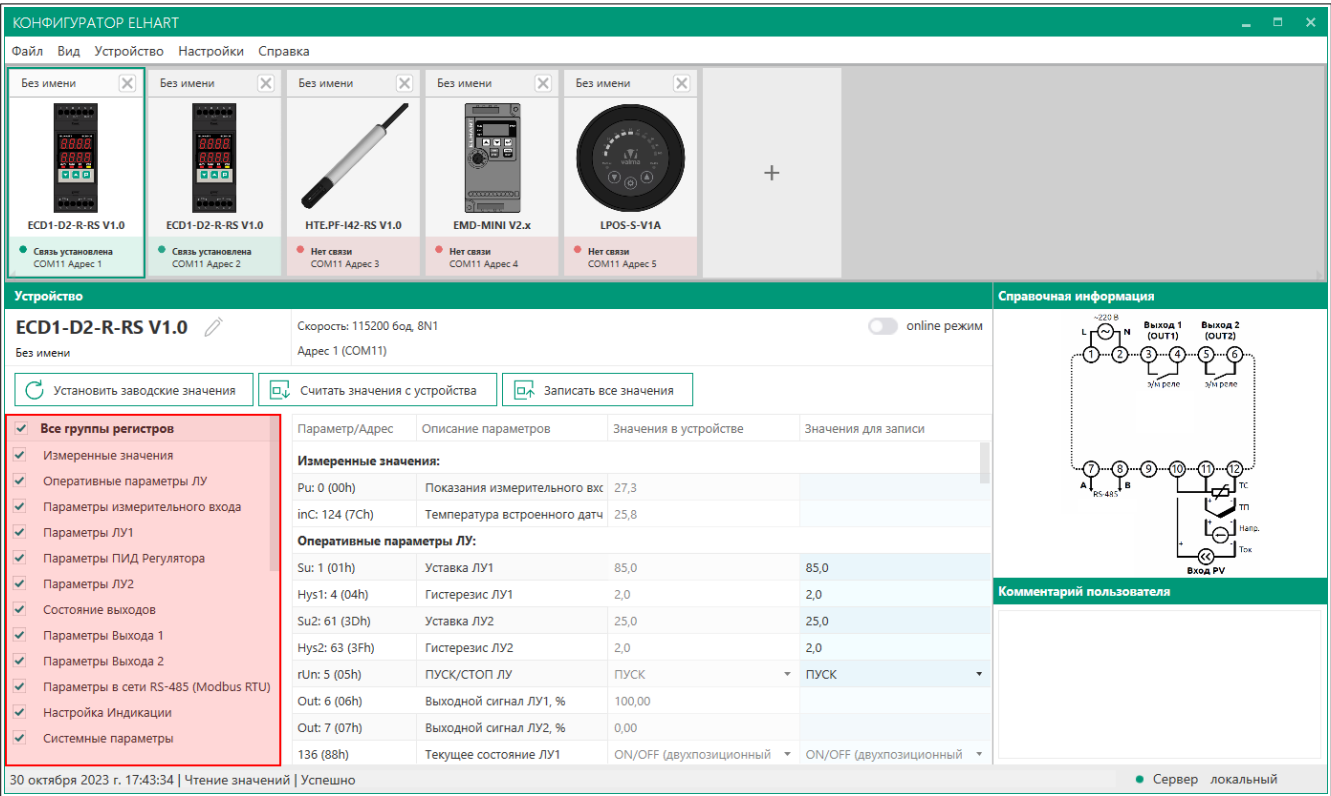 КОНФИГУРАТОР ELHART
Файл Вид Устройство Настройки Справка
Без имени Без имени Без имени Без имени Без имени
ECD1-D2-R-RS V1.0 ECD1-D2-R-RS V1.0 HTE.PF-I42-RS V1.0 EMD-MINI V2.x LPOS-S-V1A
Связь установлена Связь установлена Нет связи Нет связи Нет связи
COM11 Адрес 1 COM11 Адрес 2 COM11 Адрес 3 COM11 Адрес 4 COM11 Адрес 5
+
Устройство
ECD1-D2-R-RS V1.0
Без имени
Скорость: 115200 бод, 8N1
Адрес 1 (COM11)
online режим
Установить заводские значения Считать значения с устройства Записать все значения
Все группы регистров
Измеренные значения
Оперативные параметры ЛУ
Параметры измерительного входа
Параметры ЛУ1
Параметры ПИД Регулятора
Параметры ЛУ2
Состояние выходов
Параметры Выхода 1
Параметры Выхода 2
Параметры в сети RS-485 (Modbus RTU)
Настройка Индикации
Системные параметры
Параметр/Адрес Описание параметров Значения в устройстве Значения для записи
Измеренные значения:
Pu: 0 (00h) Показания измерительного вхо 27,3
inC: 124 (7Ch) Температура встроенного датч 25,8
Оперативные параметры ЛУ:
Su: 1 (01h) Уставка ЛУ1 85,0 85,0
Hys1: 4 (04h) Гистерезис ЛУ1 2,0 2,0
Su2: 61 (3Dh) Уставка ЛУ2 25,0 25,0
Hys2: 63 (3Fh) Гистерезис ЛУ2 2,0 2,0
rUn: 5 (05h) ПУСК/СТОП ЛУ ПУСК ПУСК
Out: 6 (06h) Выходной сигнал ЛУ1, % 100,00
Out: 7 (07h) Выходной сигнал ЛУ2, % 0,00
136 (88h) Текущее состояние ЛУ1 ON/OFF (двухпозиционный ON/OFF (двухпозиционный
Справочная информация
~220 В
L N
Выход 1 Выход 2
(OUT1) (OUT2)
1 2 3 4 5 6
э/м реле э/м реле
7 8 9 10 11 12
A B
RS-485
ТС
ТП
Напр.
Ток
Вход PV
Комментарий пользователя
30 октября 2023 г. 17:43:34 | Чтение значений | Успешно
Сервер локальный